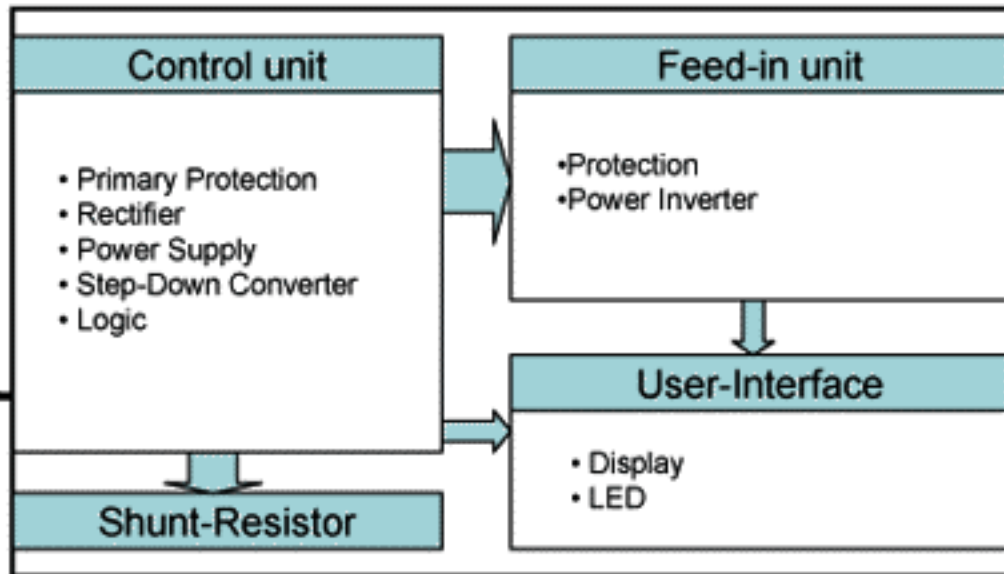 Control unit
• Primary Protection
• Rectifier
• Power Supply
• Step-Down Converter
• Logic
Feed-in unit
•Protection
•Power Inverter
User-Interface
• Display
• LED
Shunt-Resistor